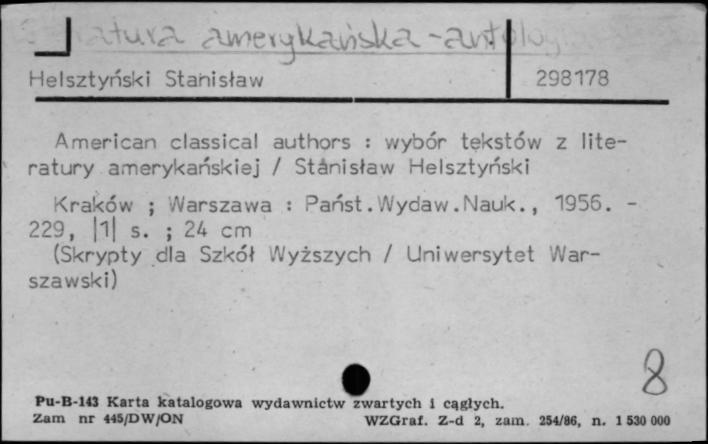 amerykańska - antologia
Helsztyński Stanisław 298178
American classical authors : wybór tekstów z lite-
ratury amerykańskiej / Stanisław Helsztyński
Kraków ; Warszawa : Państ.Wydaw.Nauk., 1956. -
229, |1| s. ; 24 cm
(Skrypty dla Szkół Wyższych / Uniwersytet War-
szawski)
8
Pu-B-143 Karta katalogowa wydawnictw zwartych i ciągłych.
Zam nr 445/DW/ON WZGraf. Z-d 2, zam. 254/86, n. 1 530 000